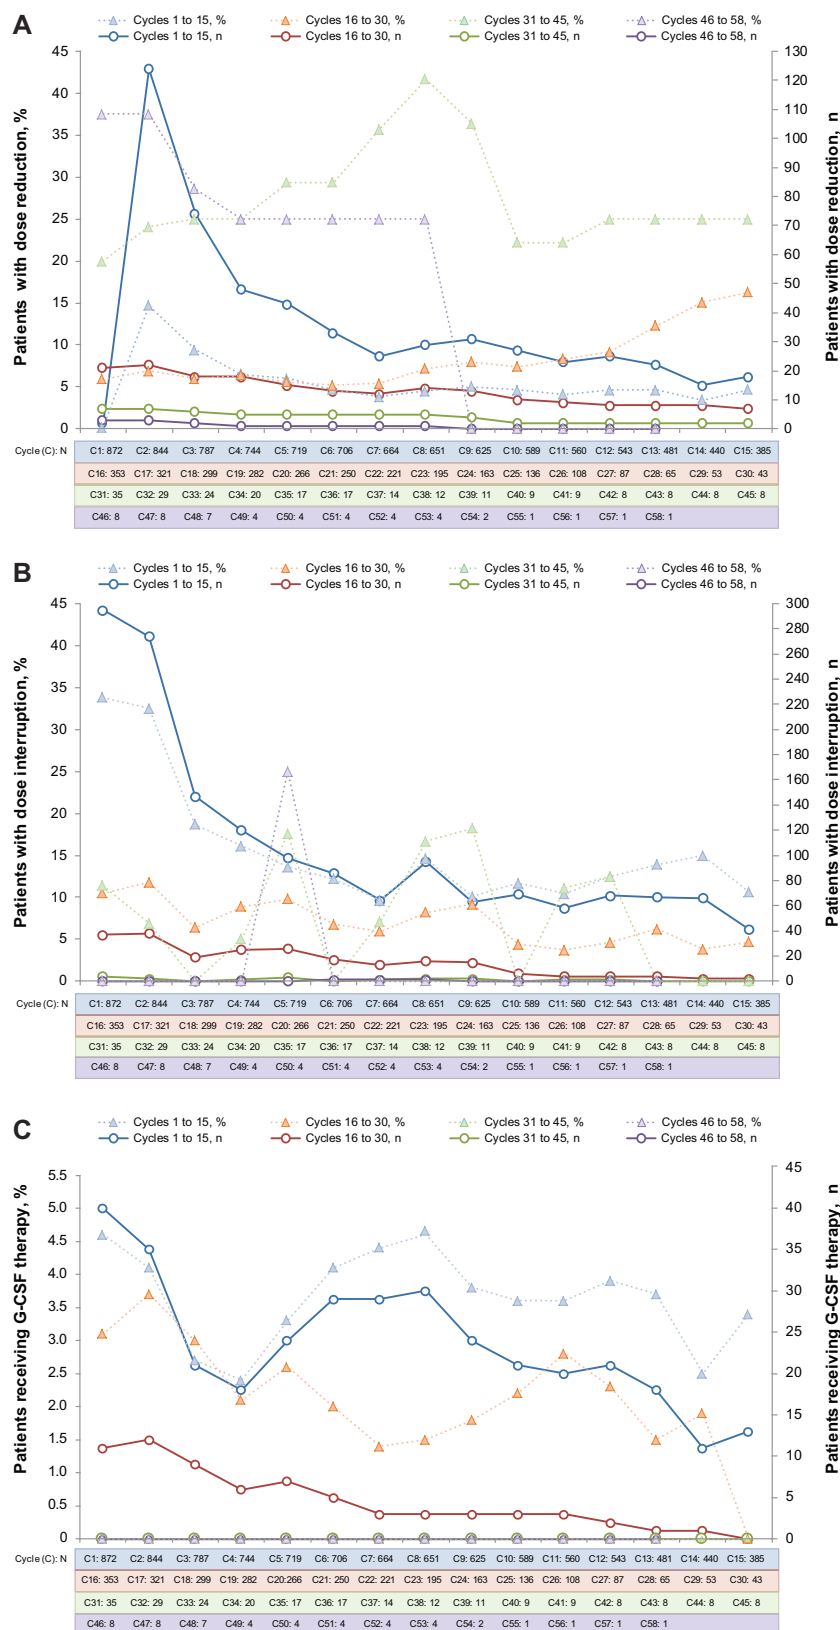 A
Cycles 1 to 15, % Cycles 16 to 30, % Cycles 31 to 45, % Cycles 46 to 58, %
Cycles 1 to 15, n Cycles 16 to 30, n Cycles 31 to 45, n Cycles 46 to 58, n
Patients with dose reduction, %
45
40
35
30
25
20
15
10
5
0
130
120
110
100
90
80
70
60
50
40
30
20
10
0
Patients with dose reduction, n
Cycle (C): N C1: 872 C2: 844 C3: 787 C4: 744 C5: 719 C6: 706 C7: 664 C8: 651 C9: 625 C10: 589 C11: 560 C12: 543 C13: 481 C14: 440 C15: 385
C16: 353 C17: 321 C18: 299 C19: 282 C20: 266 C21: 250 C22: 221 C23: 195 C24: 163 C25: 136 C26: 108 C27: 87 C28: 65 C29: 53 C30: 43
C31: 35 C32: 29 C33: 24 C34: 20 C35: 17 C36: 17 C37: 14 C38: 12 C39: 11 C40: 9 C41: 9 C42: 8 C43: 8 C44: 8 C45: 8
C46: 8 C47: 8 C48: 7 C49: 4 C50: 4 C51: 4 C52: 4 C53: 4 C54: 2 C55: 1 C56: 1 C57: 1 C58: 1
B
Cycles 1 to 15, % Cycles 16 to 30, % Cycles 31 to 45, % Cycles 46 to 58, %
Cycles 1 to 15, n Cycles 16 to 30, n Cycles 31 to 45, n Cycles 46 to 58, n
Patients with dose interruption, %
45
40
35
30
25
20
15
10
5
0
300
280
260
240
220
200
180
160
140
120
100
80
60
40
20
0
Patients with dose interruption, n
Cycle (C): N C1: 872 C2: 844 C3: 787 C4: 744 C5: 719 C6: 706 C7: 664 C8: 651 C9: 625 C10: 589 C11: 560 C12: 543 C13: 481 C14: 440 C15: 385
C16: 353 C17: 321 C18: 299 C19: 282 C20: 266 C21: 250 C22: 221 C23: 195 C24: 163 C25: 136 C26: 108 C27: 87 C28: 65 C29: 53 C30: 43
C31: 35 C32: 29 C33: 24 C34: 20 C35: 17 C36: 17 C37: 14 C38: 12 C39: 11 C40: 9 C41: 9 C42: 8 C43: 8 C44: 8 C45: 8
C46: 8 C47: 8 C48: 7 C49: 4 C50: 4 C51: 4 C52: 4 C53: 4 C54: 2 C55: 1 C56: 1 C57: 1 C58: 1
C
Cycles 1 to 15, % Cycles 16 to 30, % Cycles 31 to 45, % Cycles 46 to 58, %
Cycles 1 to 15, n Cycles 16 to 30, n Cycles 31 to 45, n Cycles 46 to 58, n
Patients receiving G-CSF therapy, %
5.5
5.0
4.5
4.0
3.5
3.0
2.5
2.0
1.5
1.0
0.5
0
45
40
35
30
25
20
15
10
5
0
Patients receiving G-CSF therapy, n
Cycle (C): N C1: 872 C2: 844 C3: 787 C4: 744 C5: 719 C6: 706 C7: 664 C8: 651 C9: 625 C10: 589 C11: 560 C12: 543 C13: 481 C14: 440 C15: 385
C16: 353 C17: 321 C18: 299 C19: 282 C20:266 C21: 250 C22: 221 C23: 195 C24: 163 C25: 136 C26: 108 C27: 87 C28: 65 C29: 53 C30: 43
C31: 35 C32: 29 C33: 24 C34: 20 C35: 17 C36: 17 C37: 14 C38: 12 C39: 11 C40: 9 C41: 9 C42: 8 C43: 8 C44: 8 C45: 8
C46: 8 C47: 8 C48: 7 C49: 4 C50: 4 C51: 4 C52: 4 C53: 4 C54: 2 C55: 1 C56: 1 C57: 1 C58: 1